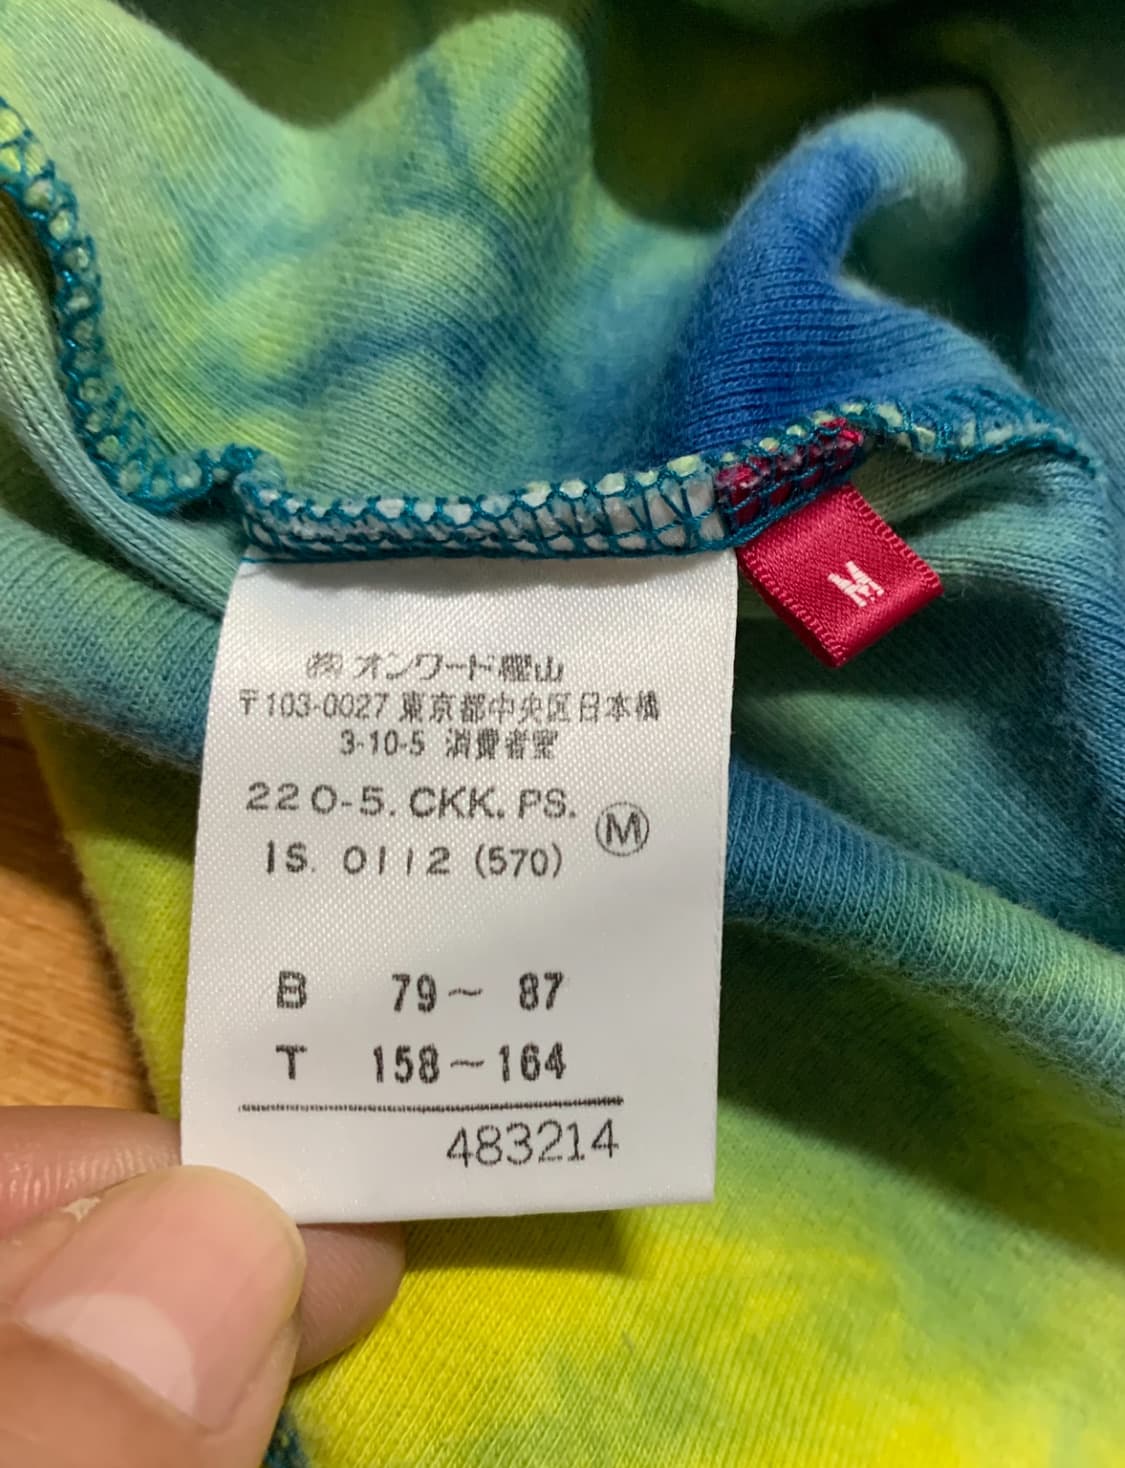 ㈱オンワード樫山
〒103-0027 東京都中央区日本橋
3-10-5 消費者室
220-5. CKK. PS.
IS. 0112 (570)
Ⓜ
B 79～ 87
T 158～164
483214
M